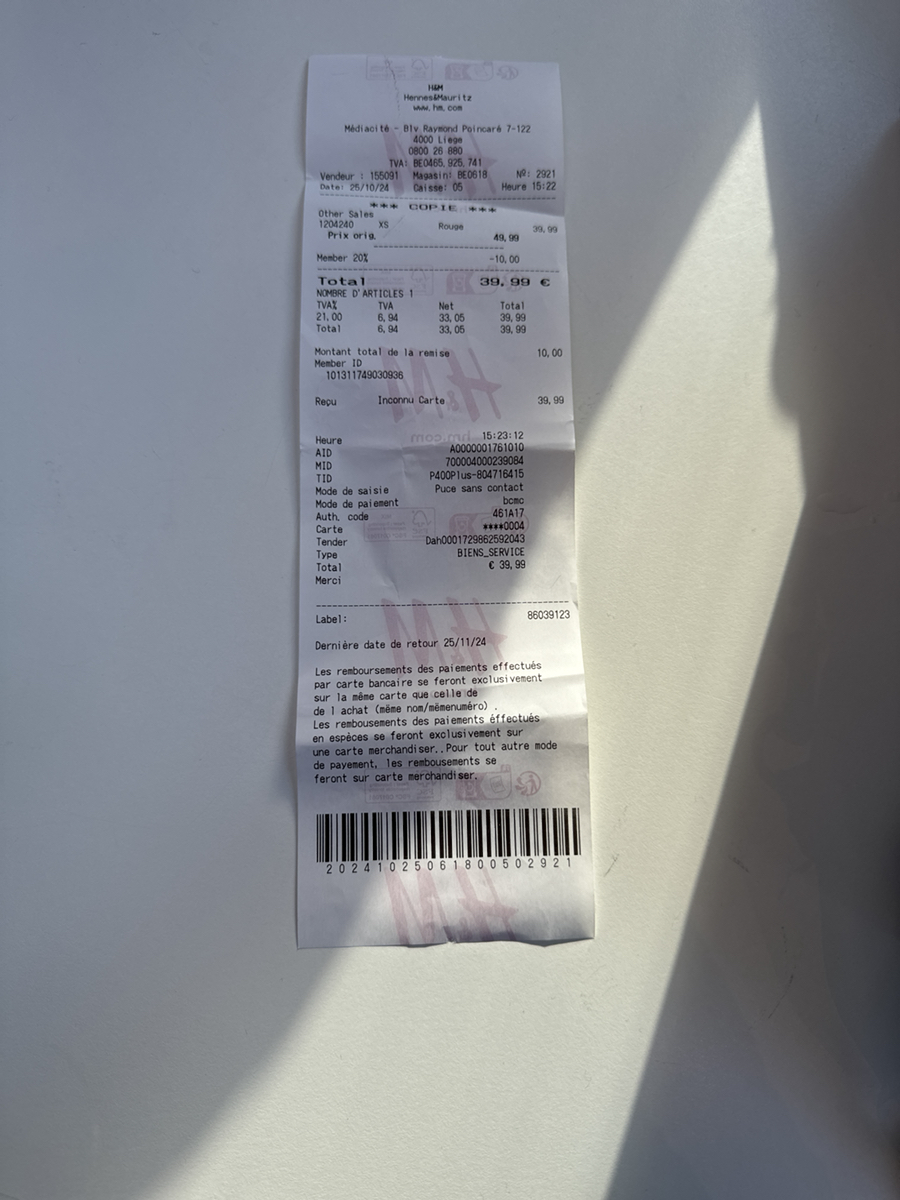 H&M
Hennes&Mauritz
www.hm.com
Médiacité - Blv Raymond Poincaré 7-122
4000 Liege
0800 26 880
TVA: BE0465.925.741
Vendeur : 155091 Magasin: BE0618 Nº: 2921
Date: 25/10/24 Caisse: 05 Heure 15:22
*** COPIE ***
Other Sales
1204240 XS Rouge 39,99
Prix orig. 49,99
Member 20% -10,00
Total 39,99 €
NOMBRE D'ARTICLES 1
TVA% TVA Net Total
21,00 6,94 33,05 39,99
Total 6,94 33,05 39,99
Montant total de la remise 10,00
Member ID
101311749030936
Reçu Inconnu Carte 39,99
Heure 15:23:12
AID A0000001761010
MID 700004000239084
TID P400Plus-804716415
Mode de saisie Puce sans contact
Mode de paiement bcmc
Auth. code 461A17
Carte ****0004
Tender Dah0001729862592043
Type BIENS_SERVICE
Total € 39,99
Merci
Label: 86039123
Dernière date de retour 25/11/24
Les remboursements des paiements effectués
par carte bancaire se feront exclusivement
sur la même carte que celle de
de l achat (même nom/mêmenuméro) .
Les rembousements des paiements éffectués
en espèces se feront exclusivement sur
une carte merchandiser..Pour tout autre mode
de payement, les rembousements se
feront sur carte merchandiser.
20241025061800502921